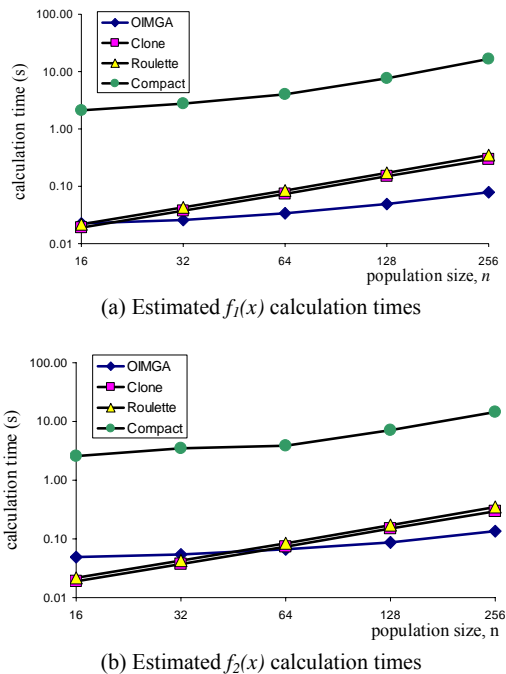 100.00
10.00
1.00
0.10
0.01
calculation time (s)
OIMGA
Clone
Roulette
Compact
16 32 64 128 256
population size, n
(a) Estimated f1(x) calculation times
100.00
10.00
1.00
0.10
0.01
calculation time (s)
OIMGA
Clone
Roulette
Compact
16 32 64 128 256
population size, n
(b) Estimated f2(x) calculation times